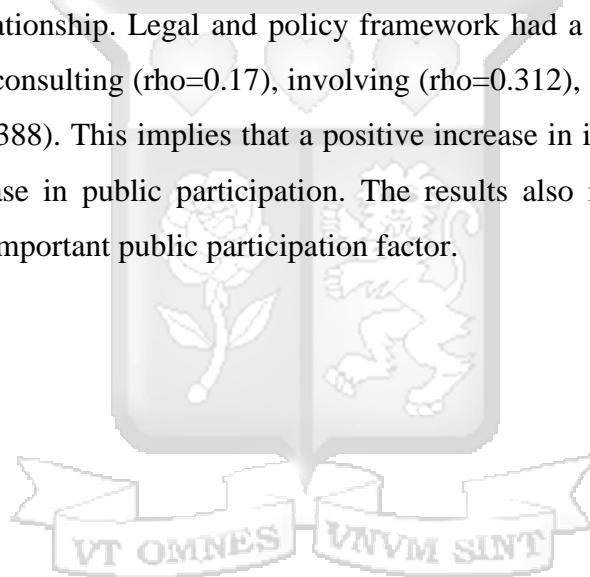 ationship. Legal and policy framework had a
consulting (rho=0.17), involving (rho=0.312),
388). This implies that a positive increase in i
ase in public participation. The results also i
important public participation factor.
VT OMNES VNVM SINT